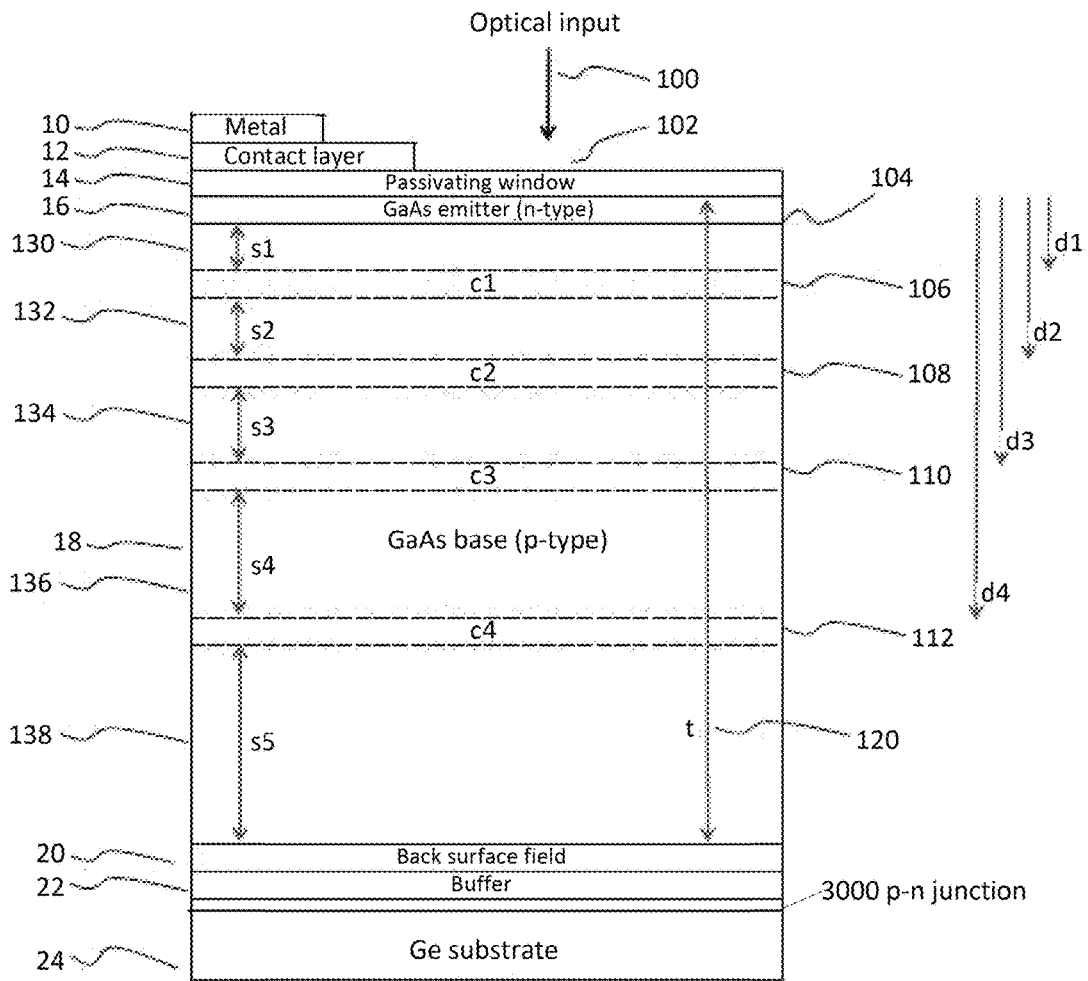 Optical input
100
10
Metal
102
12
Contact layer
14
Passivating window
104
16
GaAs emitter (n-type)
130
s1
d1
c1
106
132
s2
d2
c2
108
134
s3
d3
c3
110
18
GaAs base (p-type)
136
s4
d4
c4
112
138
s5
t
120
20
Back surface field
22
Buffer
3000 p-n junction
24
Ge substrate